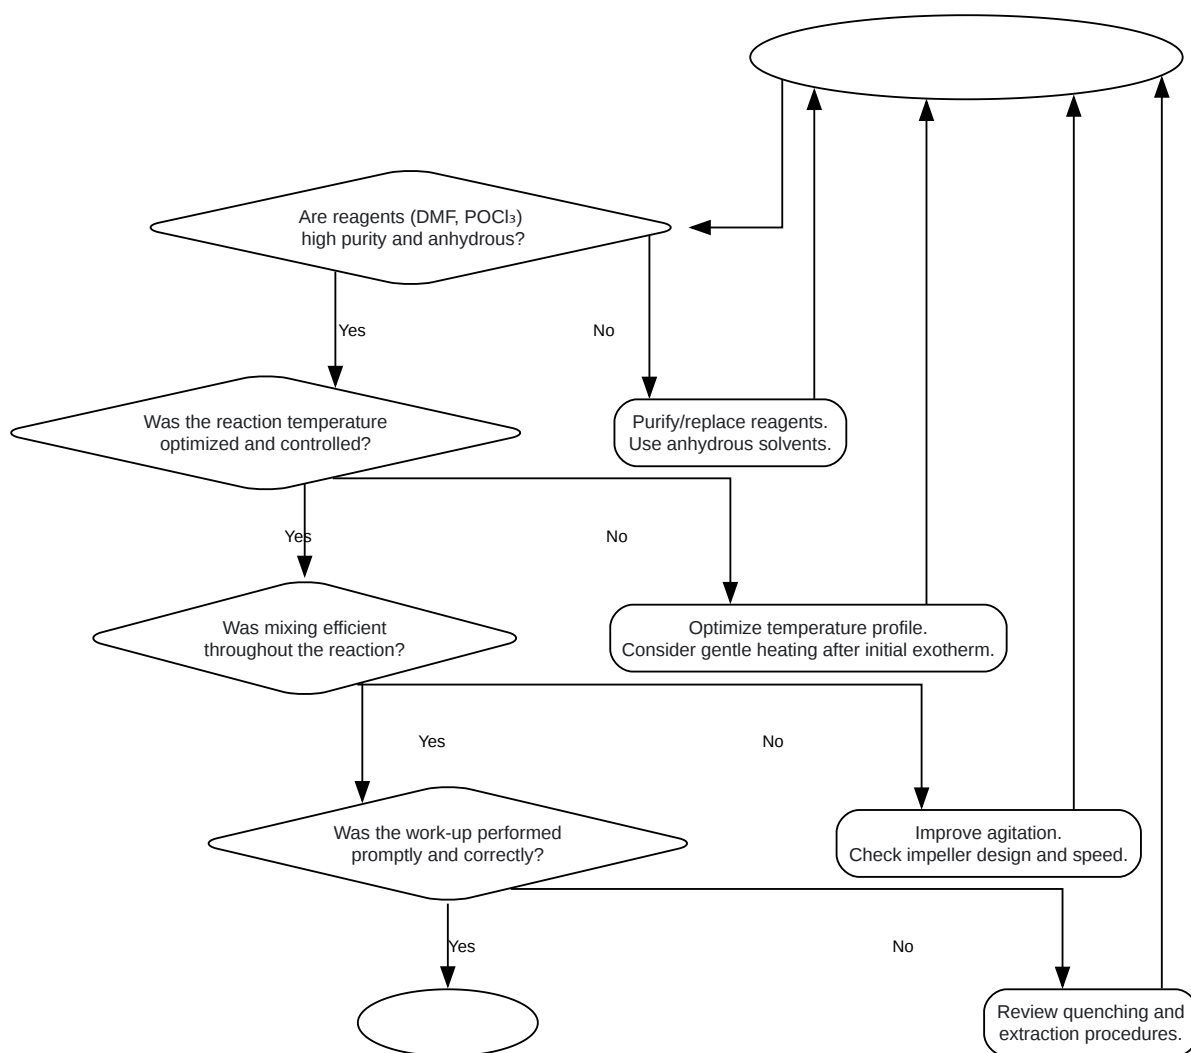 Are reagents (DMF, POCl₃)
high purity and anhydrous?
Yes
No
Was the reaction temperature
optimized and controlled?
Purify/replace reagents.
Use anhydrous solvents.
Yes
No
Was mixing efficient
throughout the reaction?
Optimize temperature profile.
Consider gentle heating after initial exotherm.
Yes
No
Was the work-up performed
promptly and correctly?
Improve agitation.
Check impeller design and speed.
Yes
No
Review quenching and
extraction procedures.